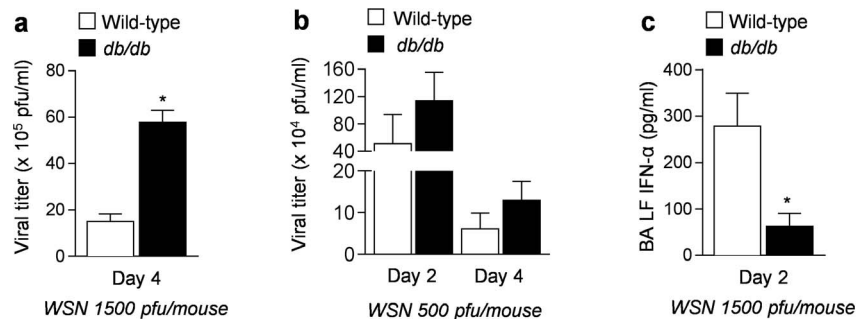 a
Wild-type
db/db
Viral titer (x 10⁵ pfu/ml)
80
60
40
20
0
*
Day 4
WSN 1500 pfu/mouse
b
Wild-type
db/db
Viral titer (x 10⁴ pfu/ml)
160
120
80
40
20
10
0
Day 2 Day 4
WSN 500 pfu/mouse
c
Wild-type
db/db
BA LF IFN-α (pg/ml)
400
300
200
100
0
*
Day 2
WSN 1500 pfu/mouse